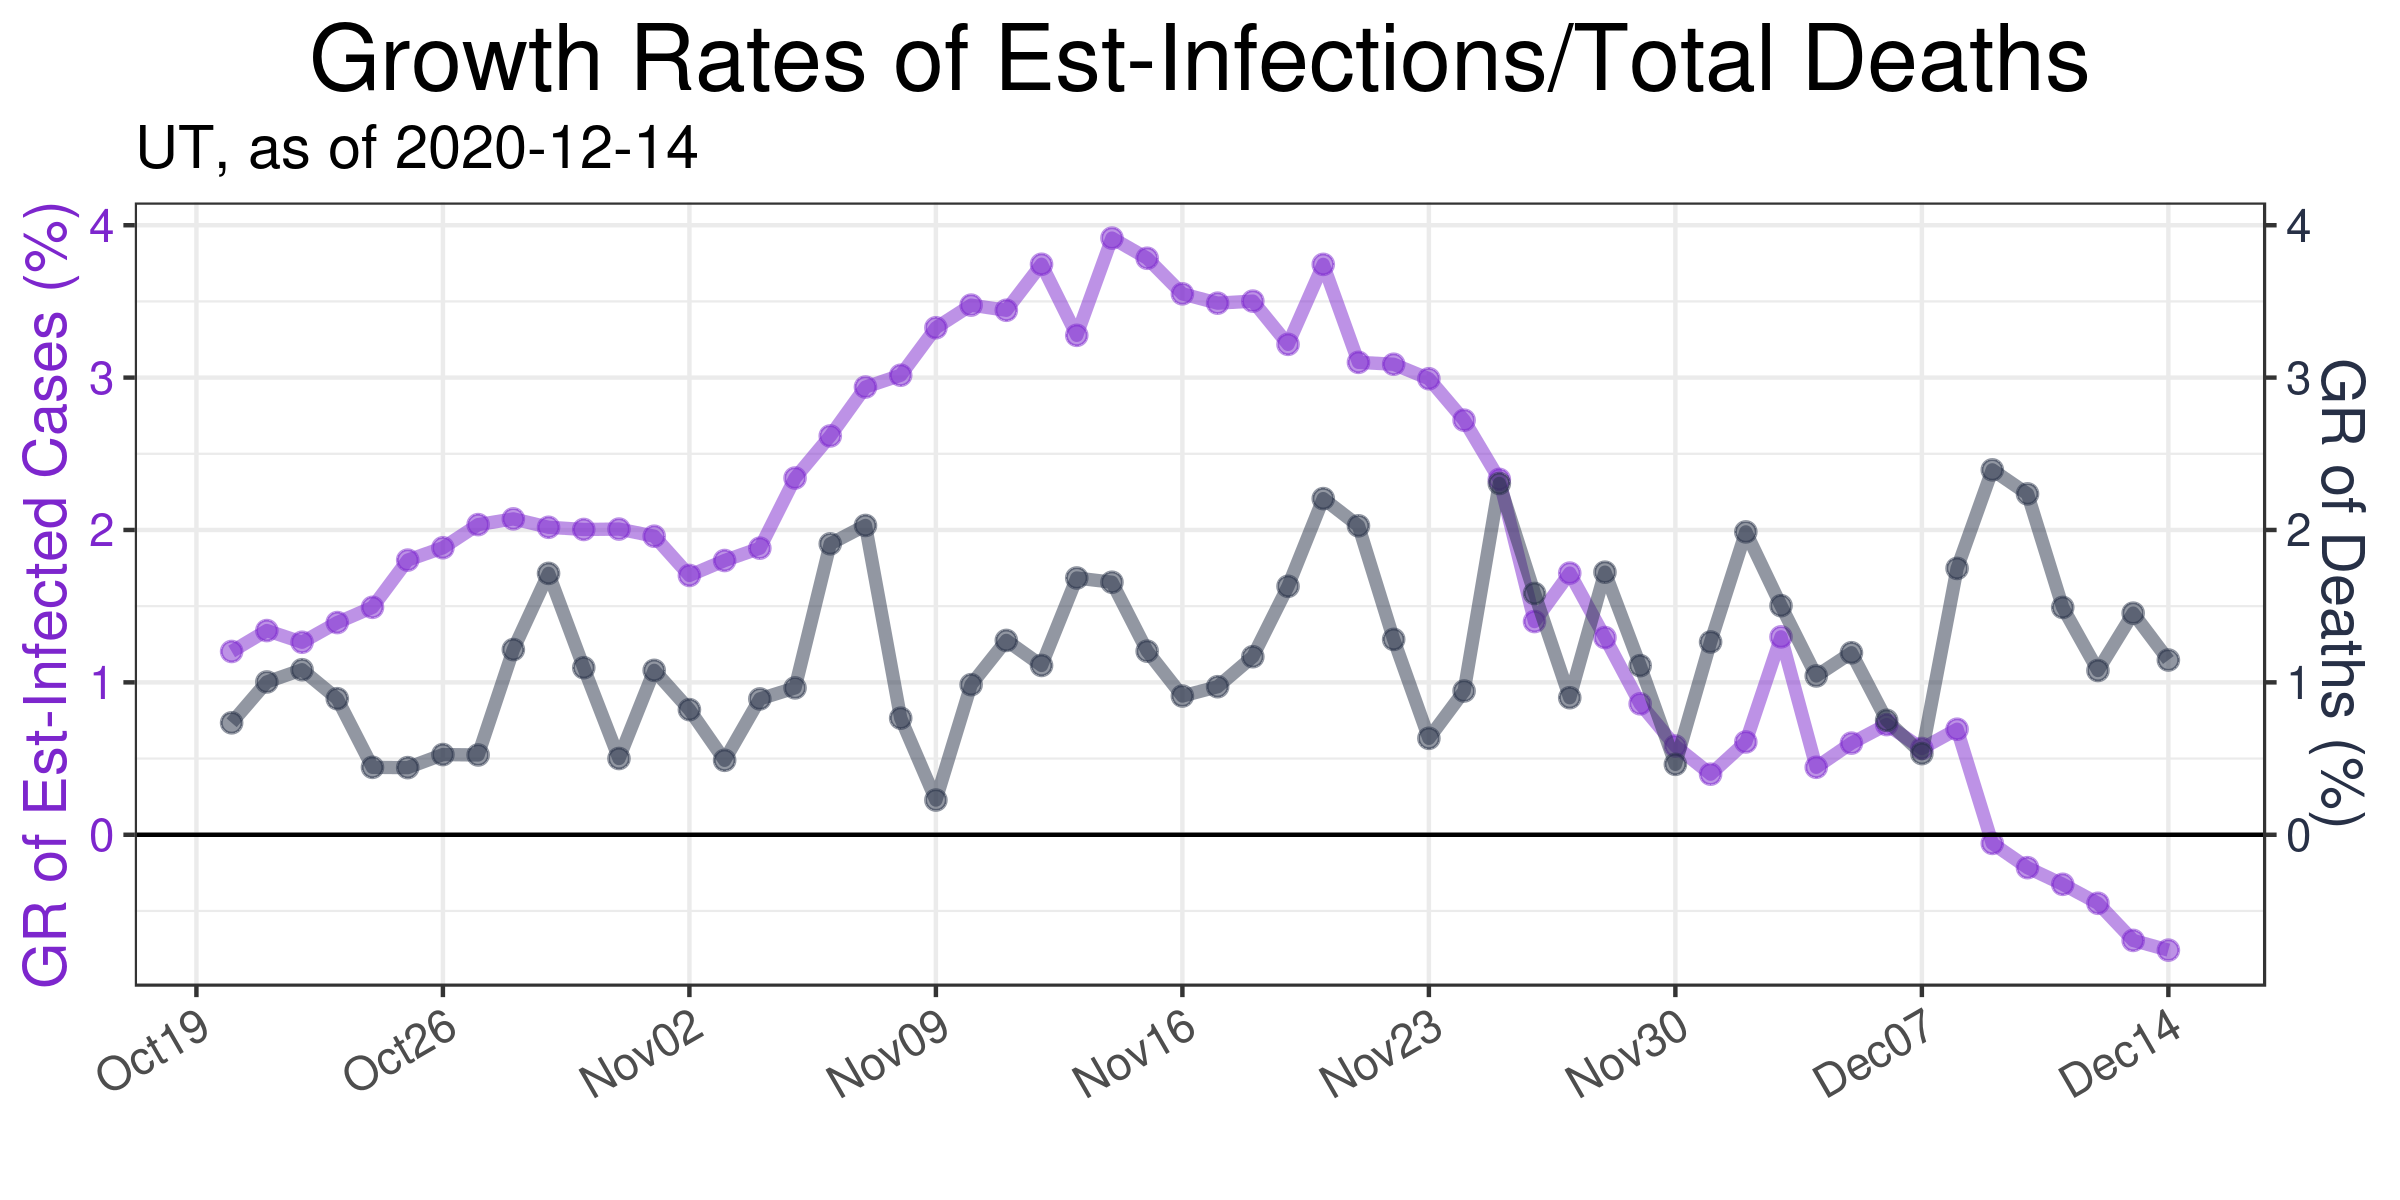 Growth Rates of Est-Infections/Total Deaths
UT, as of 2020-12-14
GR of Est-Infected Cases (%)
4
3
2
1
0
4
3
2
1
0
GR of Deaths (%)
Oct19
Oct26
Nov02
Nov09
Nov16
Nov23
Nov30
Dec07
Dec14